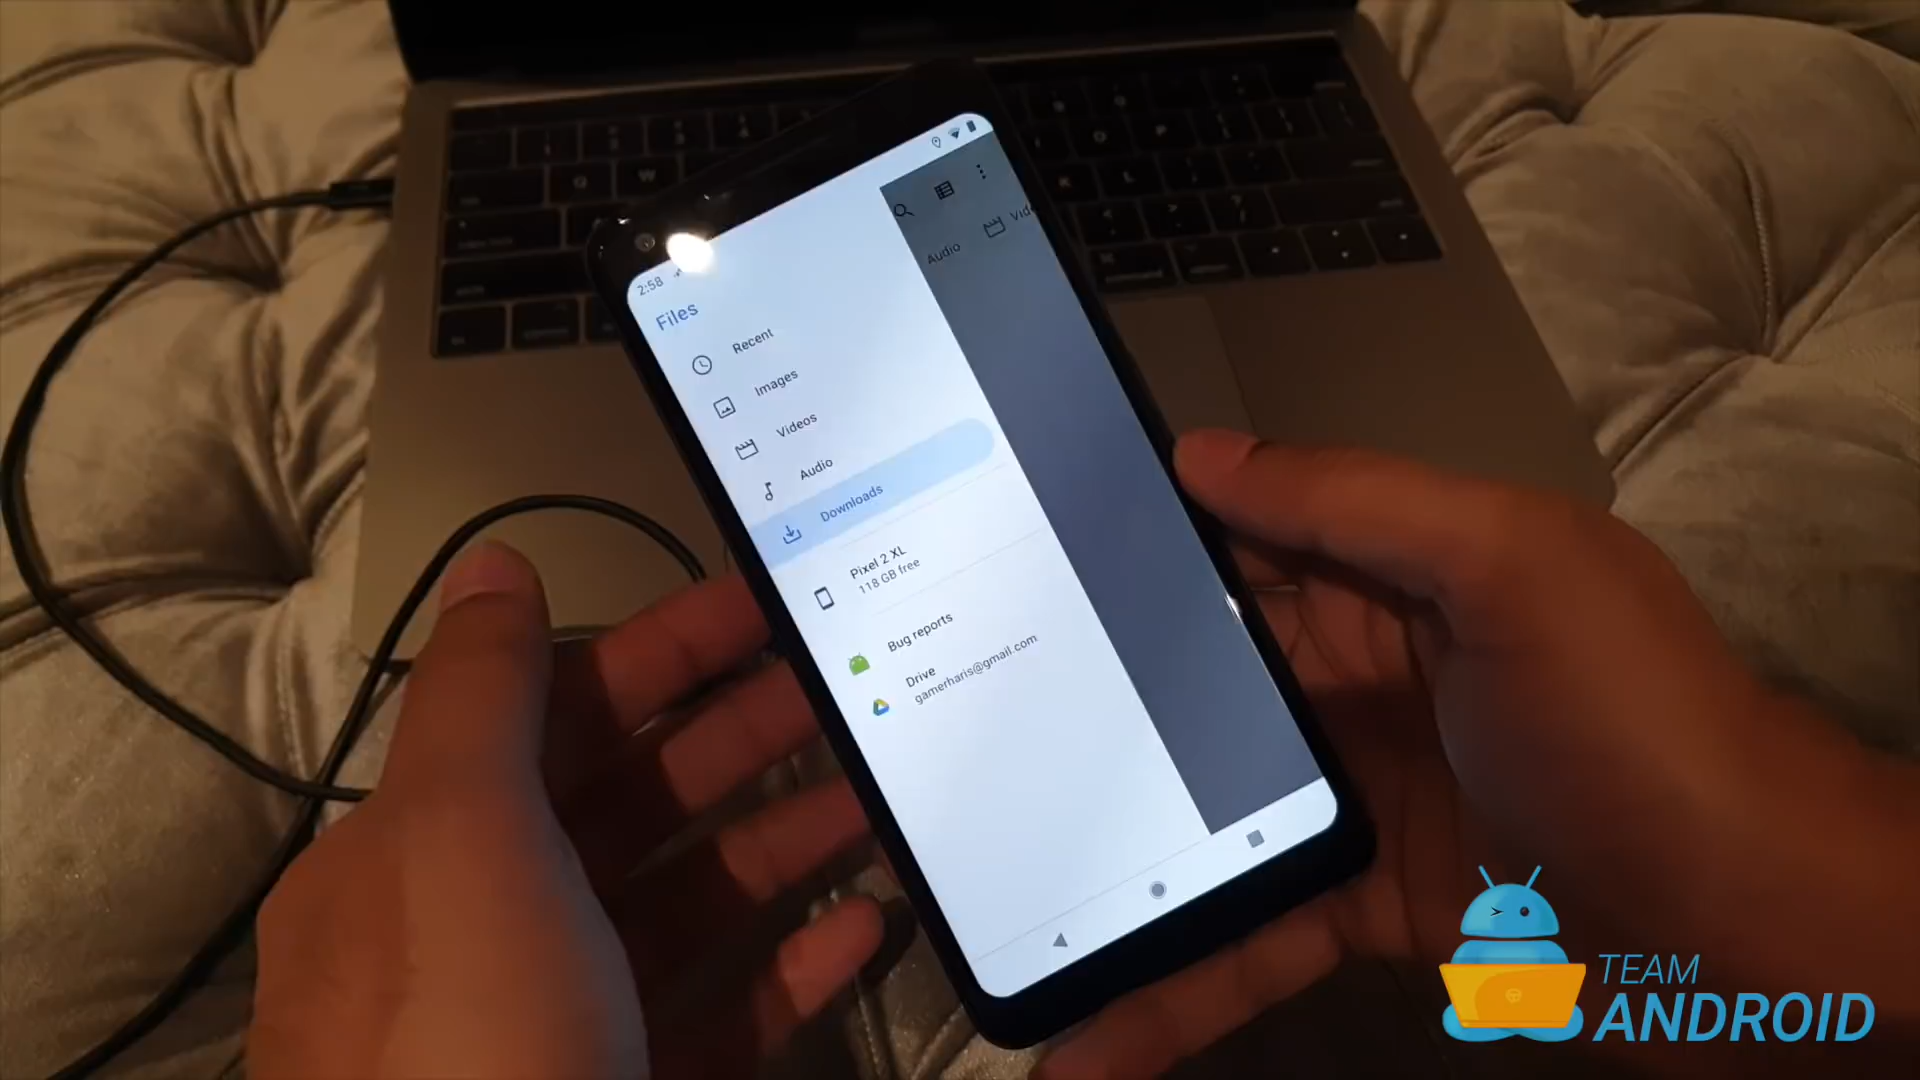 2:58
Files
Recent
Images
Videos
Audio
Downloads
Pixel 2 XL
118 GB free
Bug reports
Drive
gamerharis@gmail.com
Audio
Q
W
O
P
K
L
command
TEAM
ANDROID